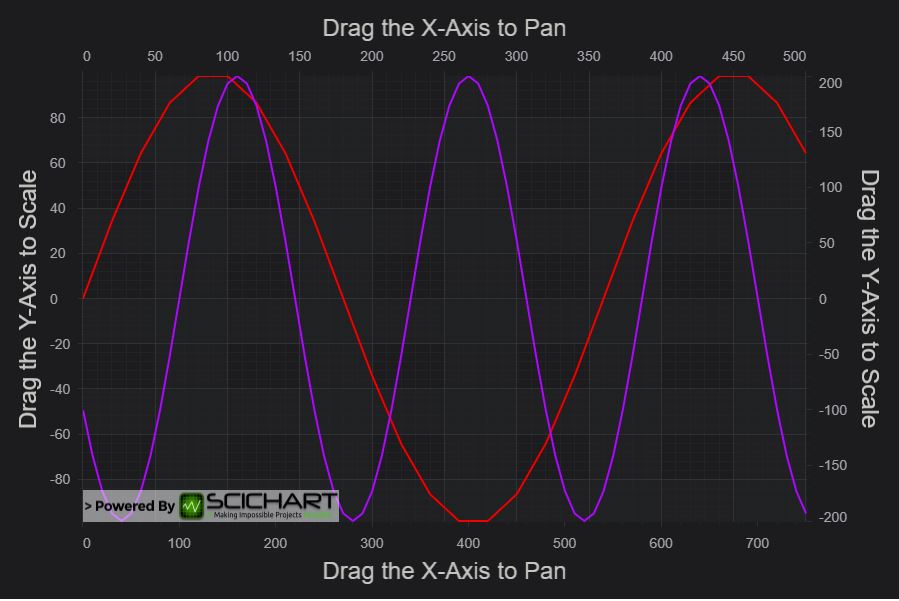 Drag the X-Axis to Pan
0 50 100 150 200 250 300 350 400 450 500
Drag the Y-Axis to Scale
80
60
40
20
0
-20
-40
-60
-80
200
150
100
50
0
-50
-100
-150
-200
Drag the Y-Axis to Scale
> Powered By SCICHART
Making Impossible Projects
0 100 200 300 400 500 600 700
Drag the X-Axis to Pan